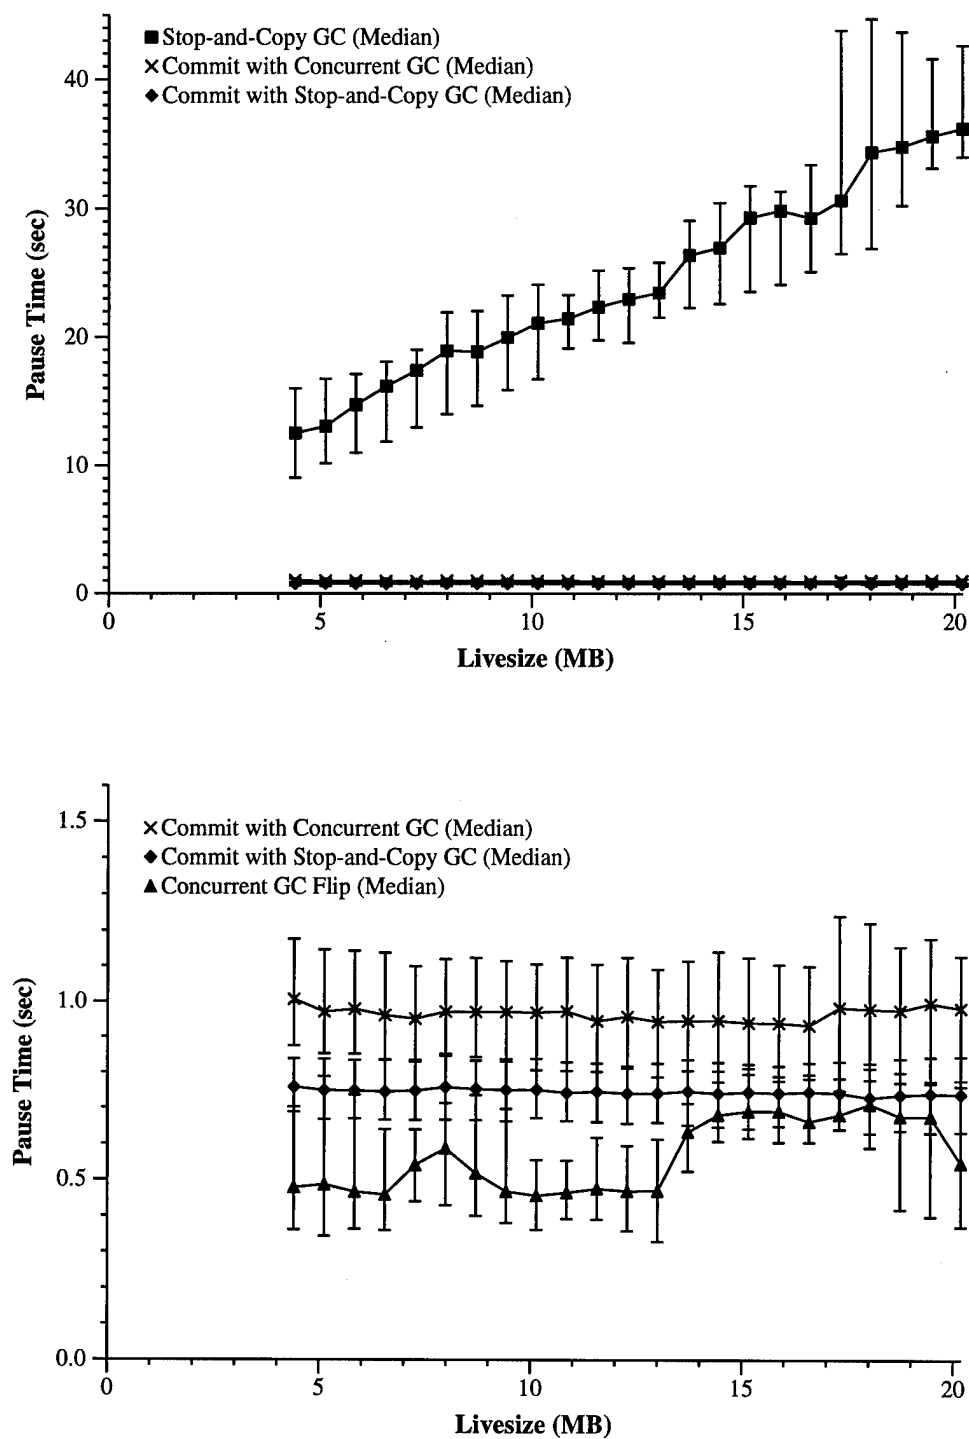 Stop-and-Copy GC (Median)
Commit with Concurrent GC (Median)
Commit with Stop-and-Copy GC (Median)
40
30
20
10
0
Pause Time (sec)
0 5 10 15 20
Livesize (MB)
1.5
Commit with Concurrent GC (Median)
Commit with Stop-and-Copy GC (Median)
Concurrent GC Flip (Median)
1.0
0.5
0.0
Pause Time (sec)
0 5 10 15 20
Livesize (MB)